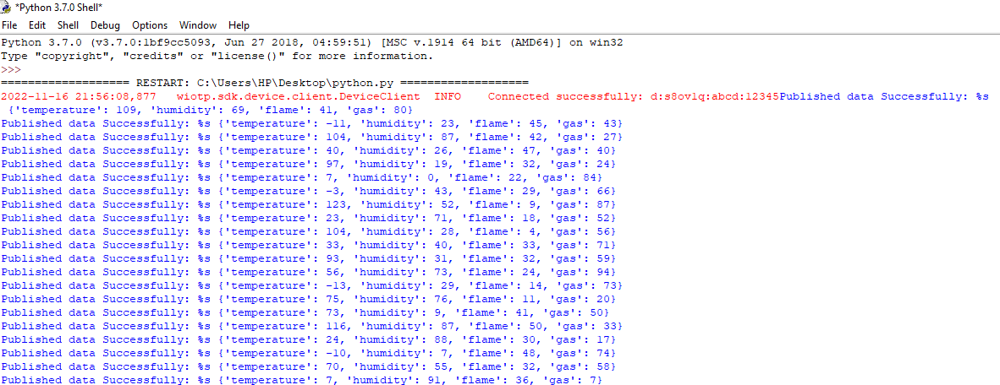 *Python 3.7.0 Shell*
File Edit Shell Debug Options Window Help
Python 3.7.0 (v3.7.0:1bf9cc5093, Jun 27 2018, 04:59:51) [MSC v.1914 64 bit (AMD64)] on win32
Type "copyright", "credits" or "license()" for more information.
>>>
=================== RESTART: C:\Users\HP\Desktop\python.py ===================
2022-11-16 21:56:08,877   wiotp.sdk.device.client.DeviceClient  INFO    Connected successfully: d:s8ov1q:abcd:12345Published data Successfully: %s
 {'temperature': 109, 'humidity': 69, 'flame': 41, 'gas': 80}
Published data Successfully: %s {'temperature': -11, 'humidity': 23, 'flame': 45, 'gas': 43}
Published data Successfully: %s {'temperature': 104, 'humidity': 87, 'flame': 42, 'gas': 27}
Published data Successfully: %s {'temperature': 40, 'humidity': 26, 'flame': 47, 'gas': 40}
Published data Successfully: %s {'temperature': 97, 'humidity': 19, 'flame': 32, 'gas': 24}
Published data Successfully: %s {'temperature': 7, 'humidity': 0, 'flame': 22, 'gas': 84}
Published data Successfully: %s {'temperature': -3, 'humidity': 43, 'flame': 29, 'gas': 66}
Published data Successfully: %s {'temperature': 123, 'humidity': 52, 'flame': 9, 'gas': 87}
Published data Successfully: %s {'temperature': 23, 'humidity': 71, 'flame': 18, 'gas': 52}
Published data Successfully: %s {'temperature': 104, 'humidity': 28, 'flame': 4, 'gas': 56}
Published data Successfully: %s {'temperature': 33, 'humidity': 40, 'flame': 33, 'gas': 71}
Published data Successfully: %s {'temperature': 93, 'humidity': 31, 'flame': 32, 'gas': 59}
Published data Successfully: %s {'temperature': 56, 'humidity': 73, 'flame': 24, 'gas': 94}
Published data Successfully: %s {'temperature': -13, 'humidity': 29, 'flame': 14, 'gas': 73}
Published data Successfully: %s {'temperature': 75, 'humidity': 76, 'flame': 11, 'gas': 20}
Published data Successfully: %s {'temperature': 73, 'humidity': 9, 'flame': 41, 'gas': 50}
Published data Successfully: %s {'temperature': 116, 'humidity': 87, 'flame': 50, 'gas': 33}
Published data Successfully: %s {'temperature': 24, 'humidity': 88, 'flame': 30, 'gas': 17}
Published data Successfully: %s {'temperature': -10, 'humidity': 7, 'flame': 48, 'gas': 74}
Published data Successfully: %s {'temperature': 70, 'humidity': 55, 'flame': 32, 'gas': 58}
Published data Successfully: %s {'temperature': 7, 'humidity': 91, 'flame': 36, 'gas': 7}